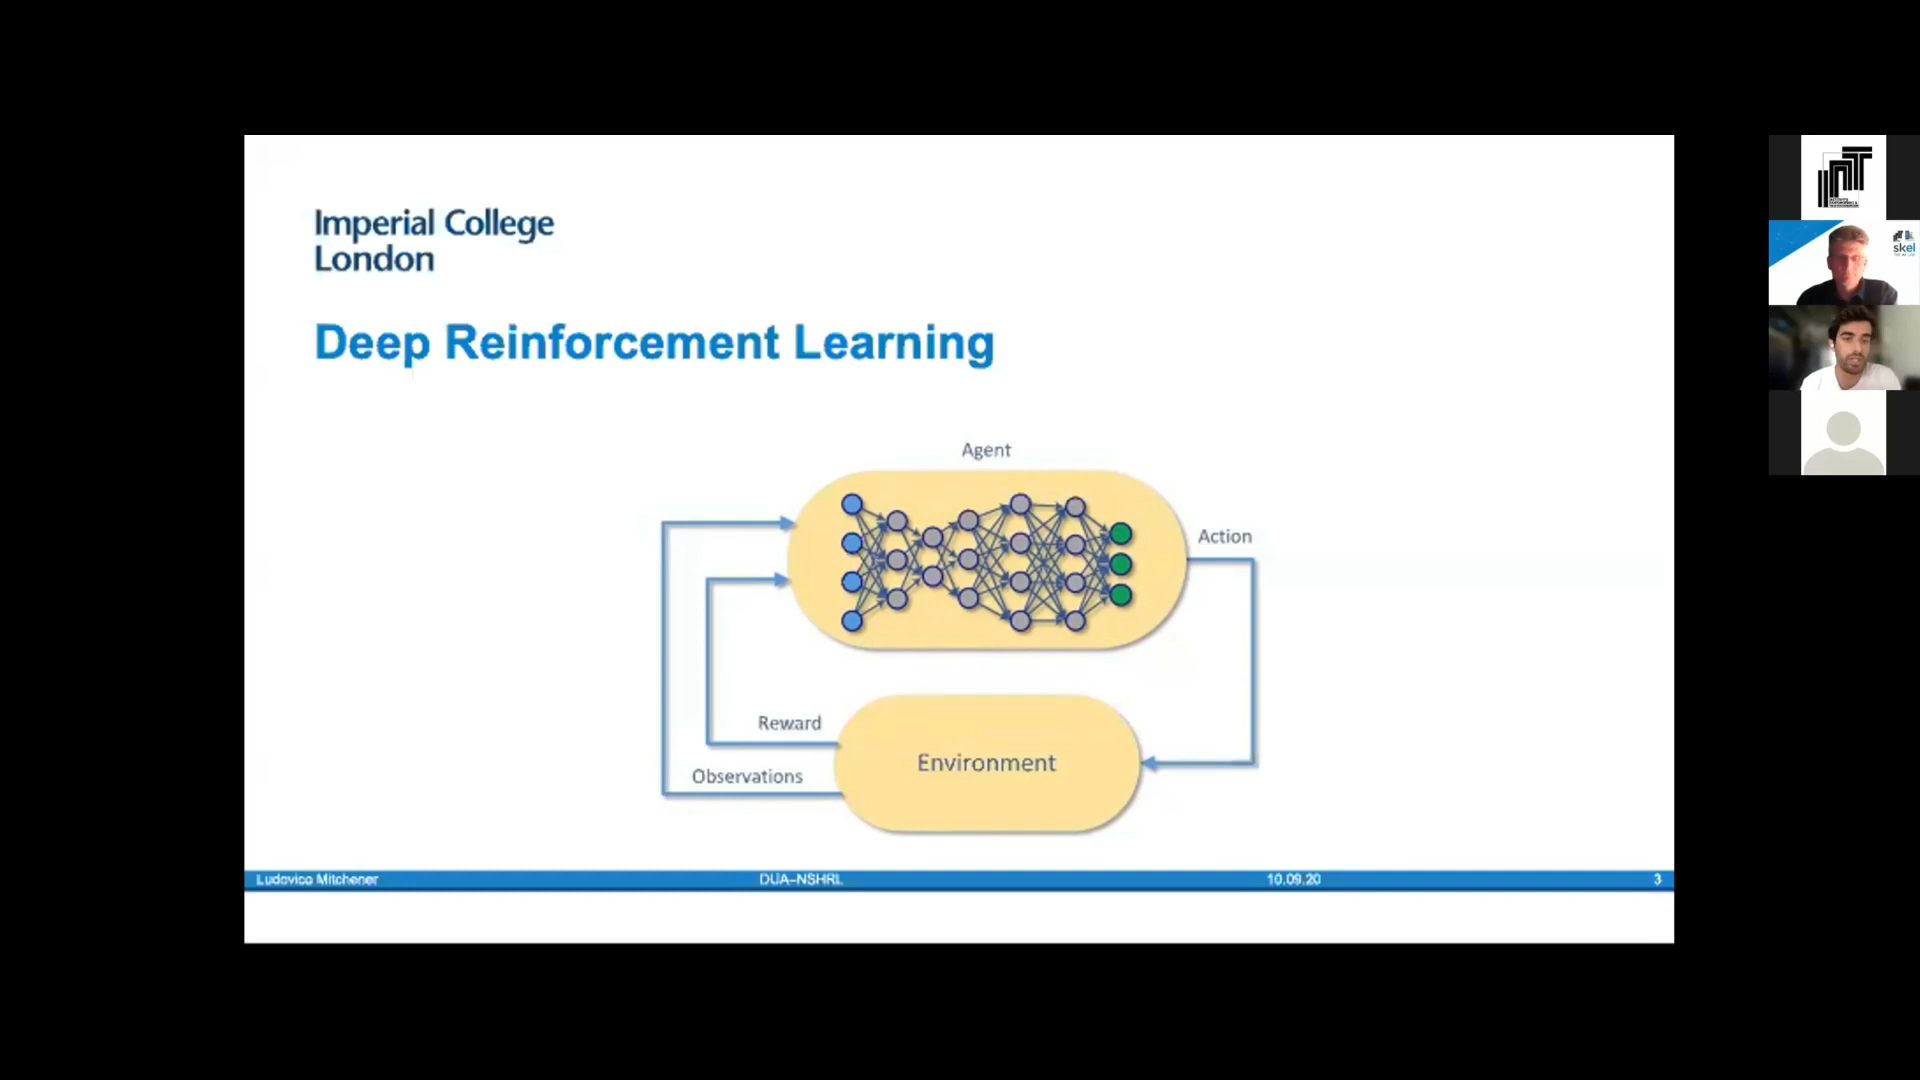 Imperial College
London
Deep Reinforcement Learning
Agent
Action
Reward
Environment
Observations
Ludovico Mitchener
DUA-NSHRL
10.09.20
3
skel